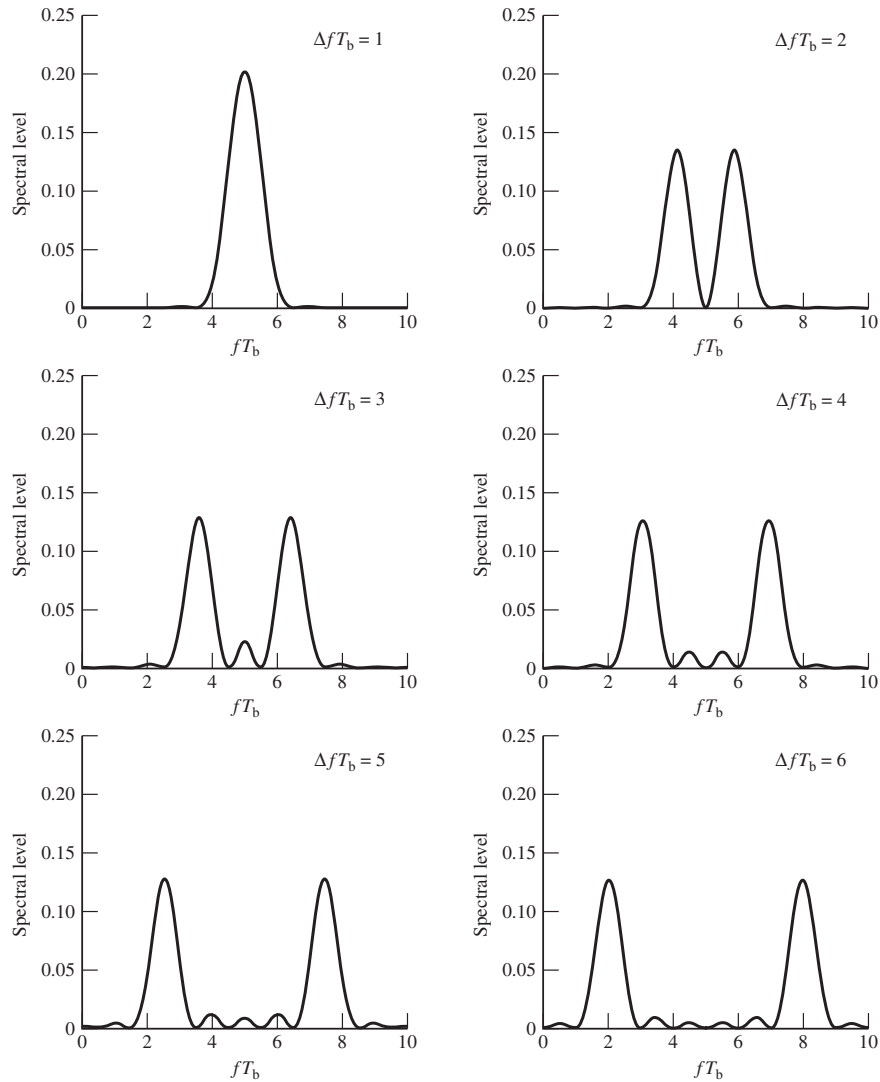 0.25
ΔfT_b = 1
0.20
0.15
Spectral level
0.10
0.05
0
0 2 4 6 8 10
fT_b
0.25
ΔfT_b = 2
0.20
0.15
Spectral level
0.10
0.05
0
0 2 4 6 8 10
fT_b
0.25
ΔfT_b = 3
0.20
0.15
Spectral level
0.10
0.05
0
0 2 4 6 8 10
fT_b
0.25
ΔfT_b = 4
0.20
0.15
Spectral level
0.10
0.05
0
0 2 4 6 8 10
fT_b
0.25
ΔfT_b = 5
0.20
0.15
Spectral level
0.10
0.05
0
0 2 4 6 8 10
fT_b
0.25
ΔfT_b = 6
0.20
0.15
Spectral level
0.10
0.05
0
0 2 4 6 8 10
fT_b